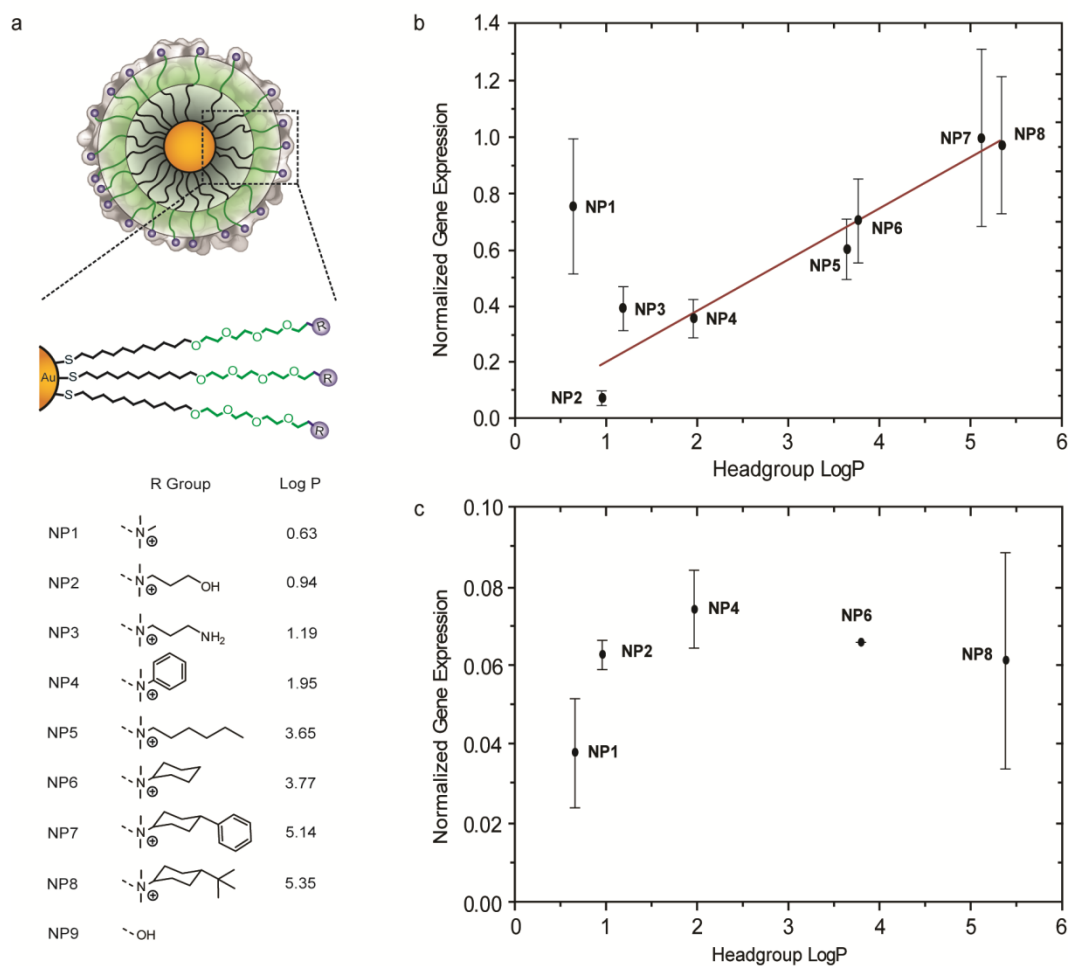 a
Au
S
O
O
O
O
R
S
O
O
O
O
R
S
O
O
O
O
R
R Group Log P
NP1 N ⊕ 0.63
NP2 N ⊕ OH 0.94
NP3 N ⊕ NH2 1.19
NP4 N ⊕ 1.95
NP5 N ⊕ 3.65
NP6 N ⊕ 3.77
NP7 N ⊕ 5.14
NP8 N ⊕ 5.35
NP9 OH
b
Normalized Gene Expression
1.4
1.2
1.0
0.8
0.6
0.4
0.2
0.0
NP1
NP2
NP3
NP4
NP5
NP6
NP7
NP8
0 1 2 3 4 5 6
Headgroup LogP
c
Normalized Gene Expression
0.10
0.08
0.06
0.04
0.02
0.00
NP1
NP2
NP4
NP6
NP8
0 1 2 3 4 5 6
Headgroup LogP